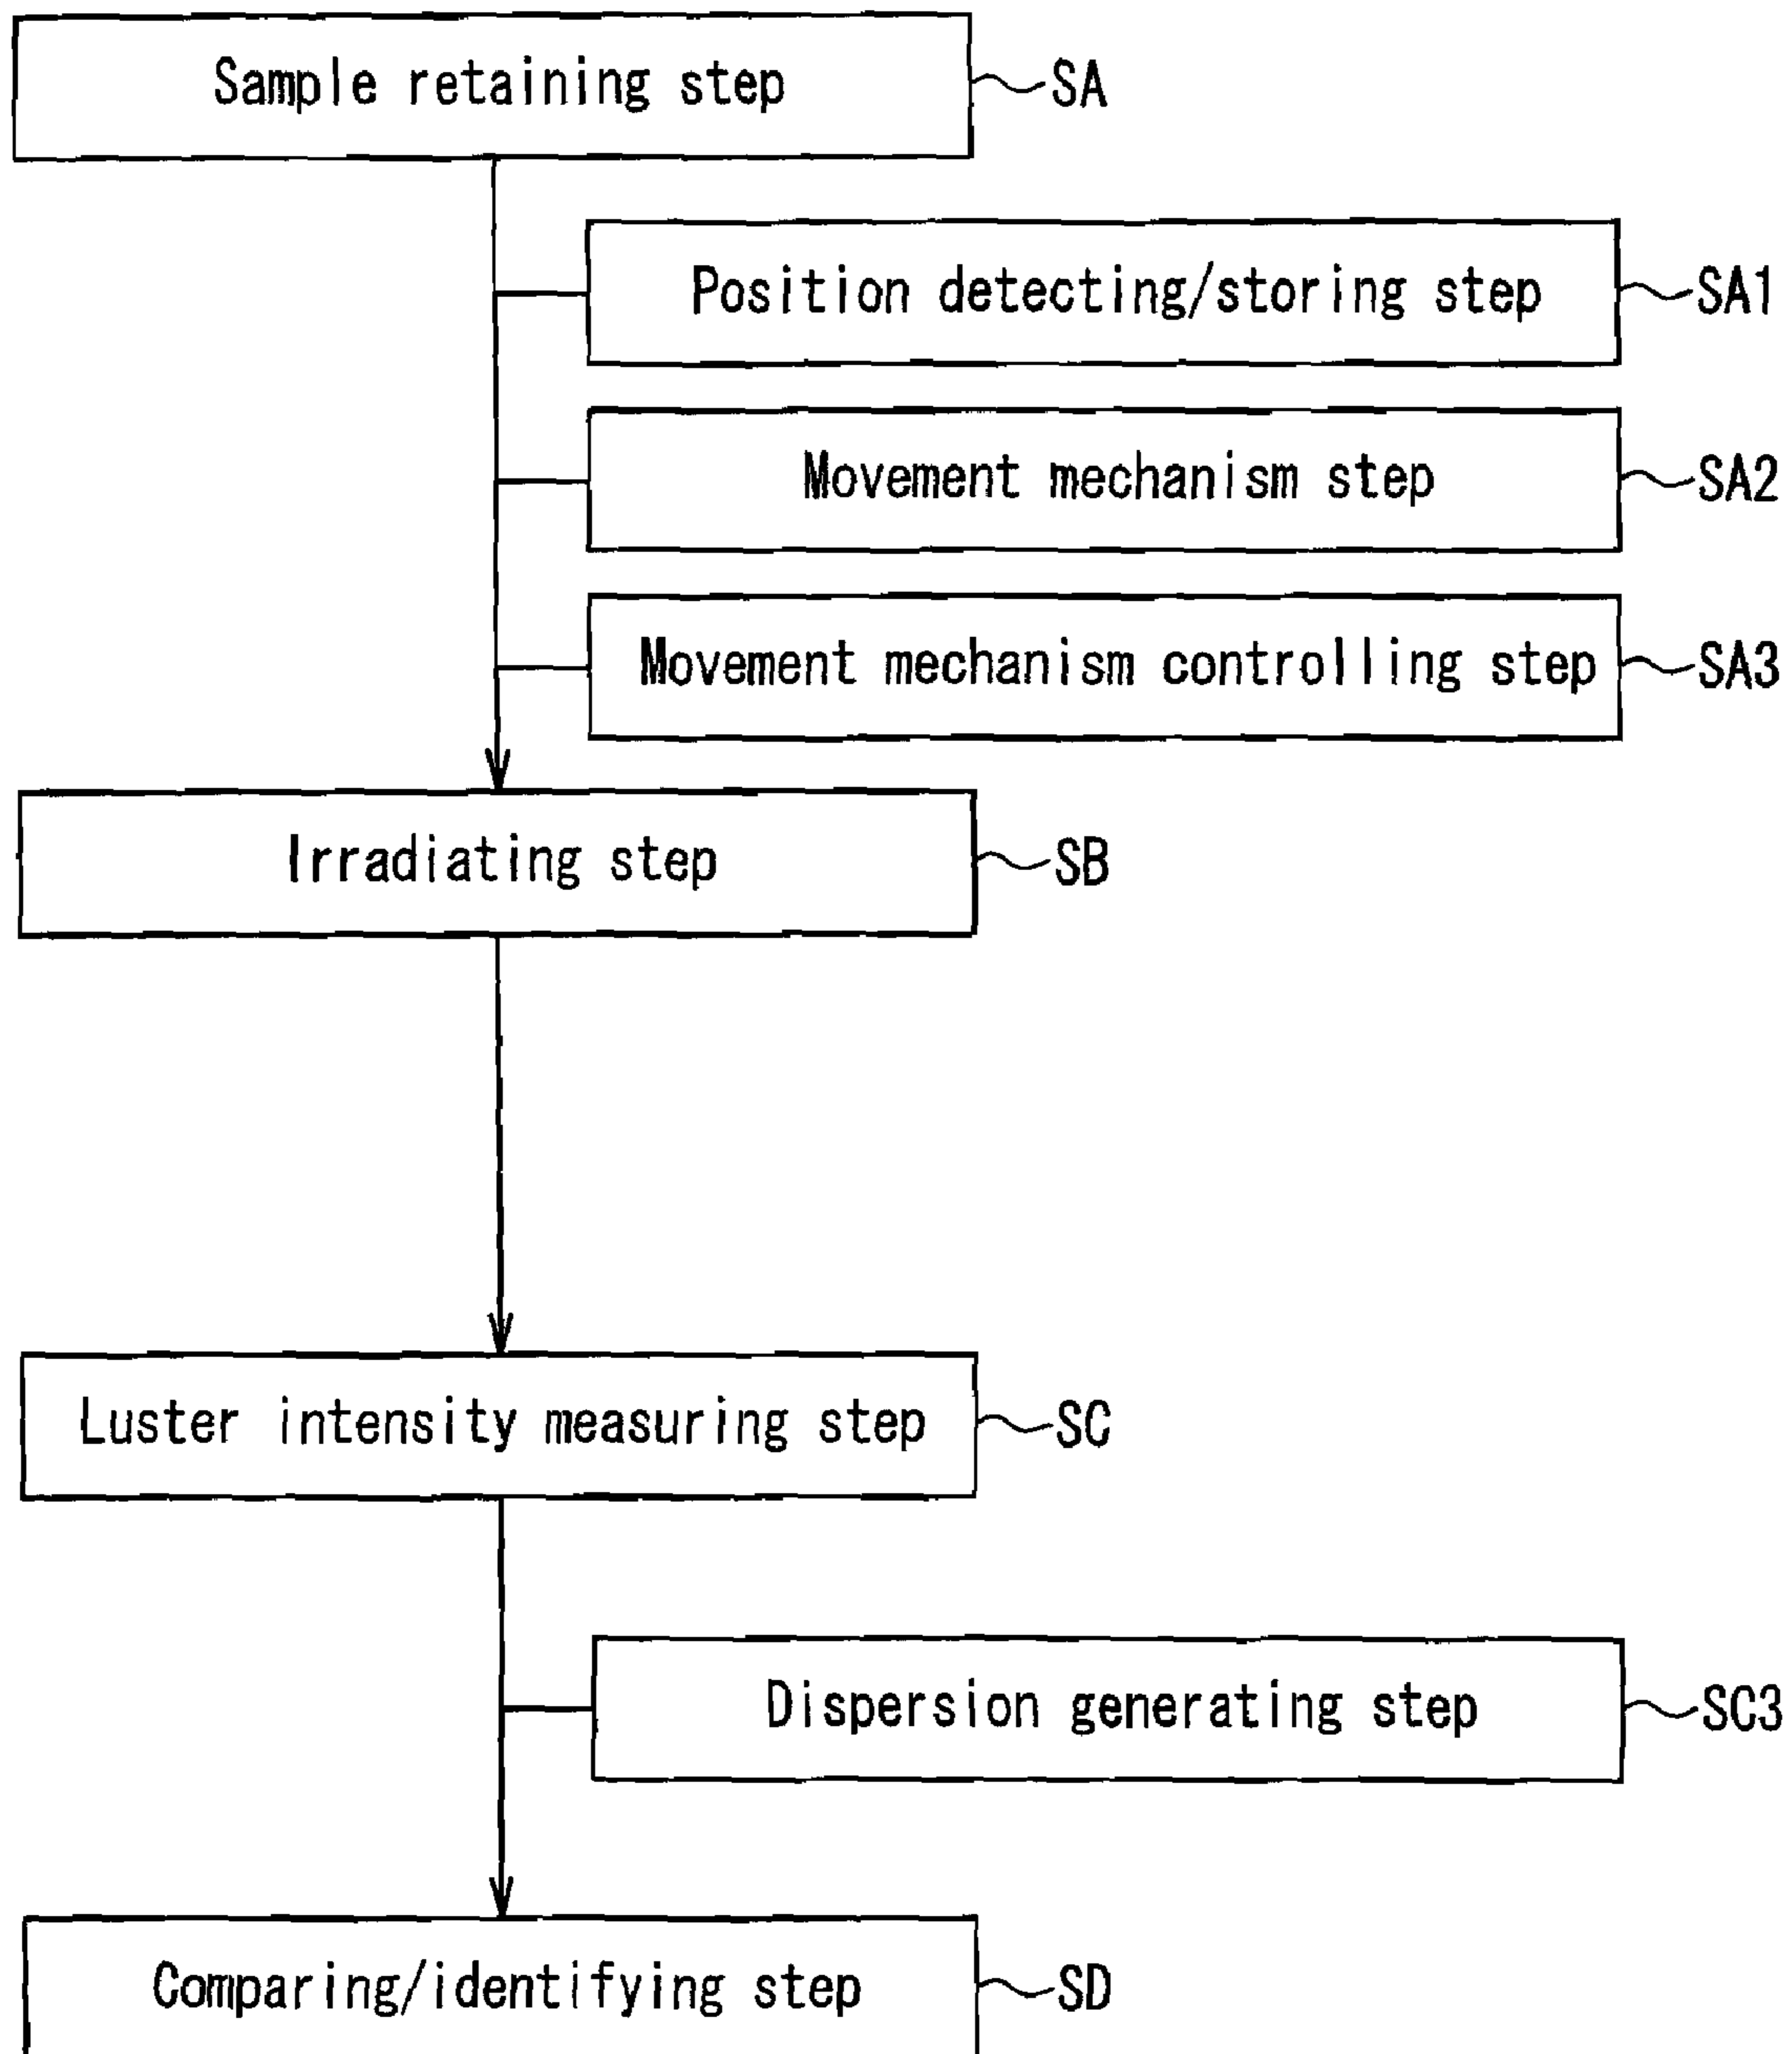 Sample retaining step SA
Position detecting/storing step SA1
Movement mechanism step SA2
Movement mechanism controlling step SA3
Irradiating step SB
Luster intensity measuring step SC
Dispersion generating step SC3
Comparing/identifying step SD